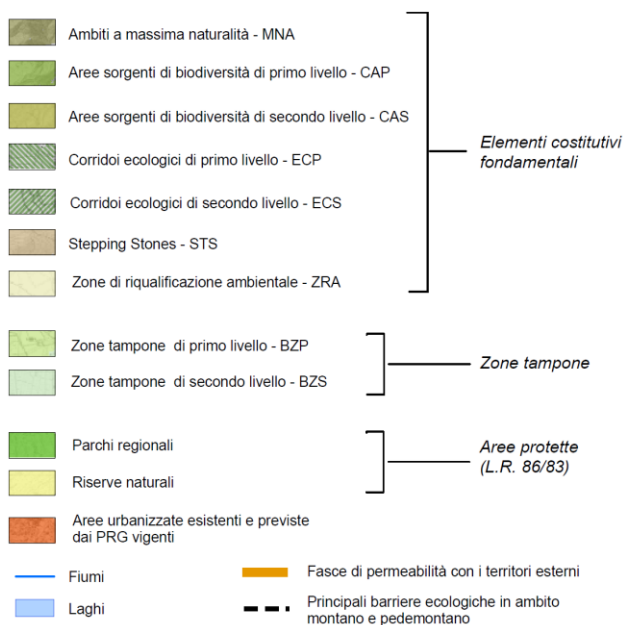 Ambiti a massima naturalità - MNA
Aree sorgenti di biodiversità di primo livello - CAP
Aree sorgenti di biodiversità di secondo livello - CAS
Corridoi ecologici di primo livello - ECP
Corridoi ecologici di secondo livello - ECS
Stepping Stones - STS
Zone di riqualificazione ambientale - ZRA
Elementi costitutivi
fondamentali
Zone tampone di primo livello - BZP
Zone tampone di secondo livello - BZS
Zone tampone
Parchi regionali
Riserve naturali
Aree protette
(L.R. 86/83)
Aree urbanizzate esistenti e previste
dai PRG vigenti
Fiumi
Laghi
Fasce di permeabilità con i territori esterni
Principali barriere ecologiche in ambito
montano e pedemontano